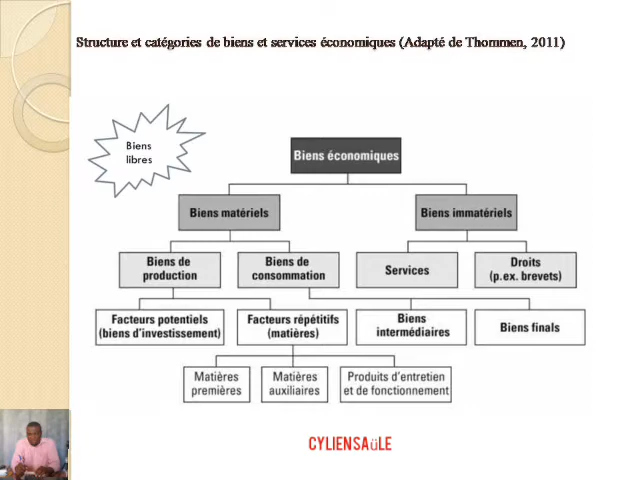 Structure et catégories de biens et services économiques (Adapté de Thommen, 2011)
Biens
libres
Biens économiques
Biens matériels
Biens immatériels
Biens de
production
Biens de
consommation
Services
Droits
(p.ex. brevets)
Facteurs potentiels
(biens d'investissement)
Facteurs répétitifs
(matières)
Biens
intermédiaires
Biens finals
Matières
premières
Matières
auxiliaires
Produits d'entretien
et de fonctionnement
CYLIENSAüLE